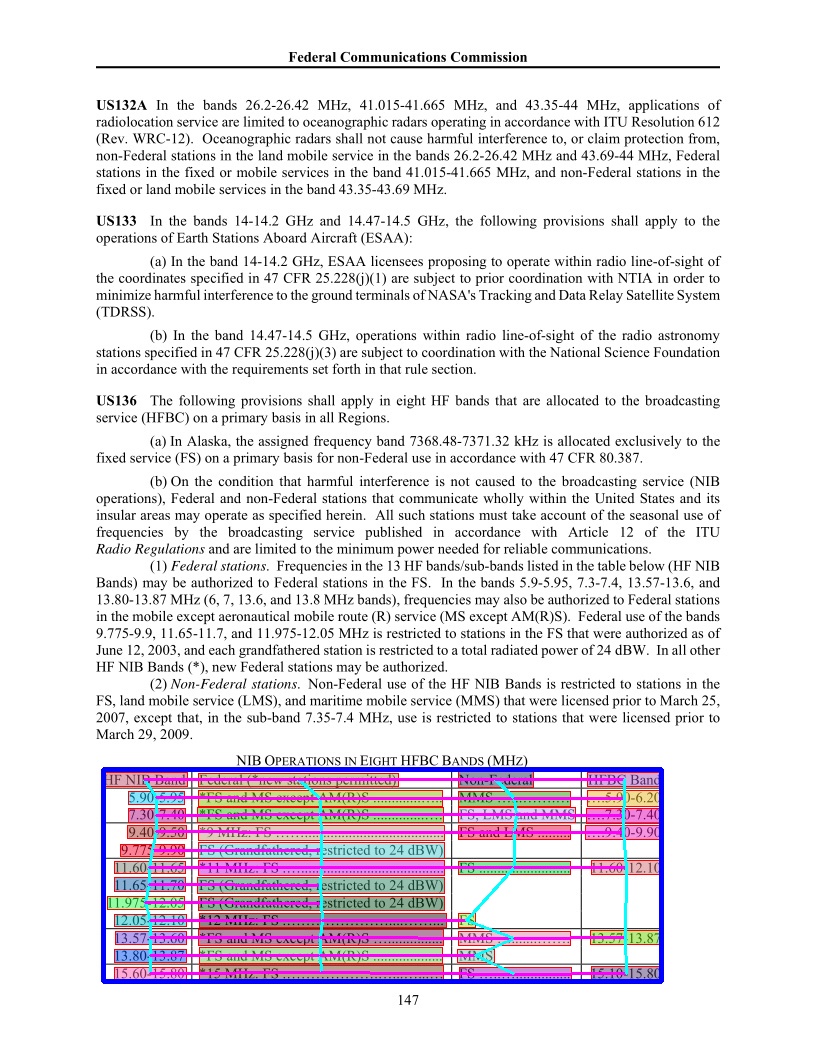 Federal Communications Commission
US132A In the bands 26.2-26.42 MHz, 41.015-41.665 MHz, and 43.35-44 MHz, applications of
radiolocation service are limited to oceanographic radars operating in accordance with ITU Resolution 612
(Rev. WRC-12). Oceanographic radars shall not cause harmful interference to, or claim protection from,
non-Federal stations in the land mobile service in the bands 26.2-26.42 MHz and 43.69-44 MHz, Federal
stations in the fixed or mobile services in the band 41.015-41.665 MHz, and non-Federal stations in the
fixed or land mobile services in the band 43.35-43.69 MHz.
US133 In the bands 14-14.2 GHz and 14.47-14.5 GHz, the following provisions shall apply to the
operations of Earth Stations Aboard Aircraft (ESAA):
(a) In the band 14-14.2 GHz, ESAA licensees proposing to operate within radio line-of-sight of
the coordinates specified in 47 CFR 25.228(j)(1) are subject to prior coordination with NTIA in order to
minimize harmful interference to the ground terminals of NASA's Tracking and Data Relay Satellite System
(TDRSS).
(b) In the band 14.47-14.5 GHz, operations within radio line-of-sight of the radio astronomy
stations specified in 47 CFR 25.228(j)(3) are subject to coordination with the National Science Foundation
in accordance with the requirements set forth in that rule section.
US136 The following provisions shall apply in eight HF bands that are allocated to the broadcasting
service (HFBC) on a primary basis in all Regions.
(a) In Alaska, the assigned frequency band 7368.48-7371.32 kHz is allocated exclusively to the
fixed service (FS) on a primary basis for non-Federal use in accordance with 47 CFR 80.387.
(b) On the condition that harmful interference is not caused to the broadcasting service (NIB
operations), Federal and non-Federal stations that communicate wholly within the United States and its
insular areas may operate as specified herein. All such stations must take account of the seasonal use of
frequencies by the broadcasting service published in accordance with Article 12 of the ITU
Radio Regulations and are limited to the minimum power needed for reliable communications.
(1) Federal stations. Frequencies in the 13 HF bands/sub-bands listed in the table below (HF NIB
Bands) may be authorized to Federal stations in the FS. In the bands 5.9-5.95, 7.3-7.4, 13.57-13.6, and
13.80-13.87 MHz (6, 7, 13.6, and 13.8 MHz bands), frequencies may also be authorized to Federal stations
in the mobile except aeronautical mobile route (R) service (MS except AM(R)S). Federal use of the bands
9.775-9.9, 11.65-11.7, and 11.975-12.05 MHz is restricted to stations in the FS that were authorized as of
June 12, 2003, and each grandfathered station is restricted to a total radiated power of 24 dBW. In all other
HF NIB Bands (*), new Federal stations may be authorized.
(2) Non-Federal stations. Non-Federal use of the HF NIB Bands is restricted to stations in the
FS, land mobile service (LMS), and maritime mobile service (MMS) that were licensed prior to March 25,
2007, except that, in the sub-band 7.35-7.4 MHz, use is restricted to stations that were licensed prior to
March 29, 2009.
NIB OPERATIONS IN EIGHT HFBC BANDS (MHz)
HF NIB Band Federal (*new stations permitted) Non-Federal HFBC Band
5.90-5.95 *FS and MS except AM(R)S MMS 5.90-6.20
7.30-7.40 *FS and MS except AM(R)S FS, LMS and MMS 7.30-7.40
9.40-9.50 *9 MHz: FS FS and LMS 9.40-9.90
9.775-9.90 FS (Grandfathered, restricted to 24 dBW)
11.60-11.65 *11 MHz: FS FS 11.60-12.10
11.65-11.70 FS (Grandfathered, restricted to 24 dBW)
11.975-12.05 FS (Grandfathered, restricted to 24 dBW)
12.05-12.10 *12 MHz: FS FS
13.57-13.60 *FS and MS except AM(R)S MMS 13.57-13.87
13.80-13.87 *FS and MS except AM(R)S MMS
15.60-15.80 *15 MHz: FS FS 15.10-15.80
147